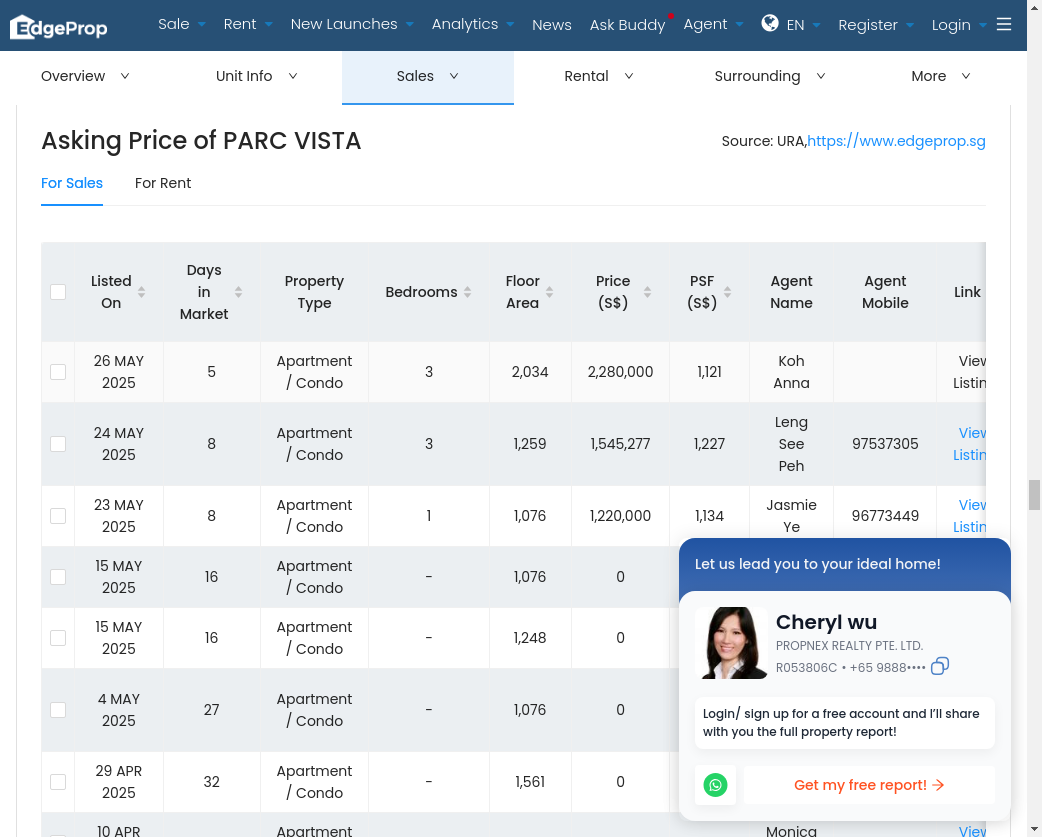 EdgeProp
Sale Rent New Launches Analytics News Ask Buddy Agent EN Register Login
Overview Unit Info Sales Rental Surrounding More
Asking Price of PARC VISTA
Source: URA,https://www.edgeprop.sg
For Sales For Rent
Listed On Days in Market Property Type Bedrooms Floor Area Price (S$) PSF (S$) Agent Name Agent Mobile Link
26 MAY 2025 5 Apartment / Condo 3 2,034 2,280,000 1,121 Koh Anna View Listin
24 MAY 2025 8 Apartment / Condo 3 1,259 1,545,277 1,227 Leng See Peh 97537305 View Listin
23 MAY 2025 8 Apartment / Condo 1 1,076 1,220,000 1,134 Jasmie Ye 96773449 View Listin
15 MAY 2025 16 Apartment / Condo - 1,076 0
15 MAY 2025 16 Apartment / Condo - 1,248 0
4 MAY 2025 27 Apartment / Condo - 1,076 0
29 APR 2025 32 Apartment / Condo - 1,561 0
10 APR Apartment Monica View
Let us lead you to your ideal home!
Cheryl wu
PROPNEX REALTY PTE. LTD.
R053806C • +65 9888••••
Login/ sign up for a free account and I'll share
with you the full property report!
Get my free report! →